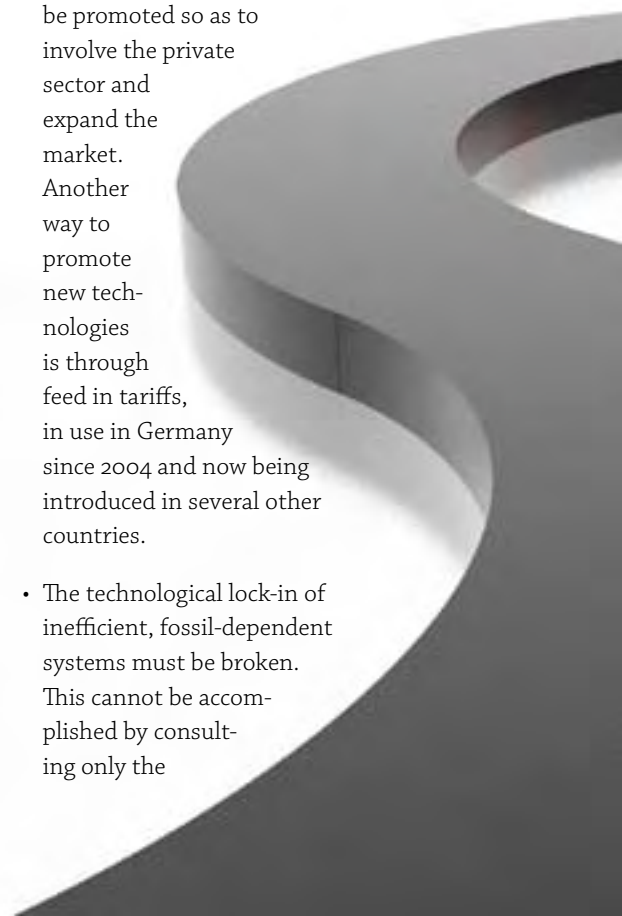 be promoted so as to
involve the private
sector and
expand the
market.
Another
way to
promote
new tech-
nologies
is through
feed in tariffs,
in use in Germany
since 2004 and now being
introduced in several other
countries.
• The technological lock-in of
inefficient, fossil-dependent
systems must be broken.
This cannot be accom-
plished by consult-
ing only the